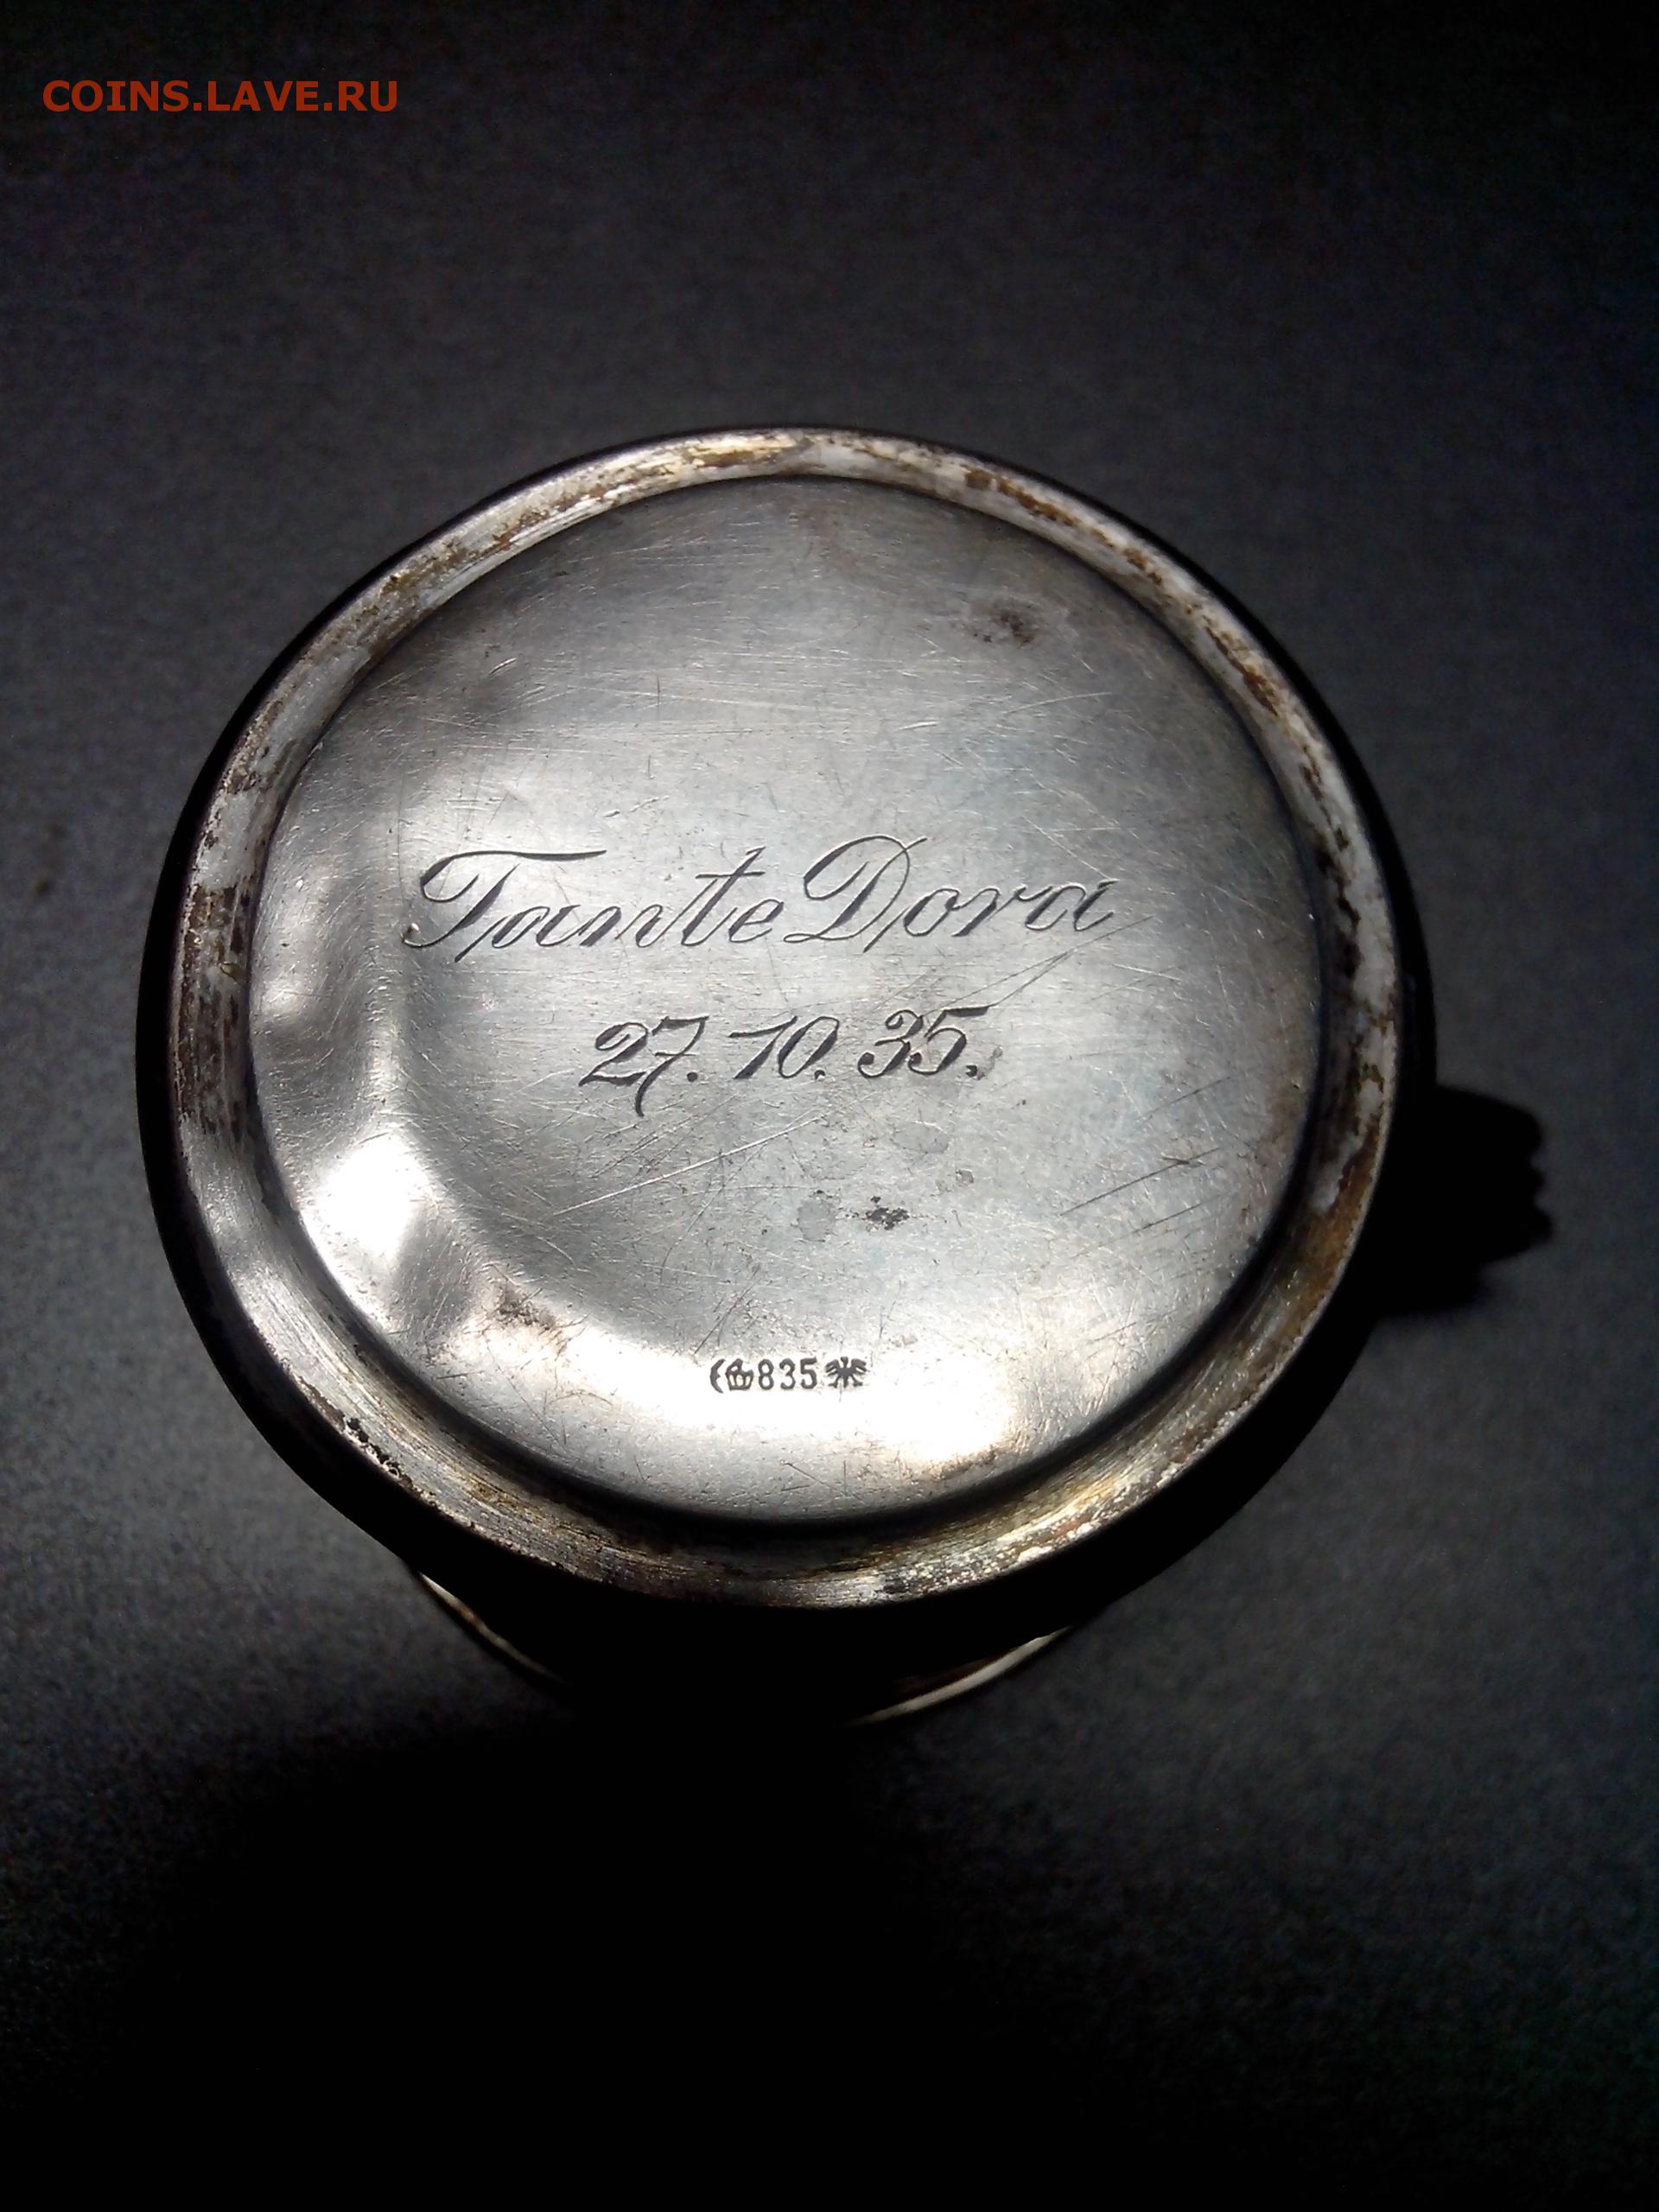 COINS.LAVE.RU
Tante Dora
27. 10. 35.
835